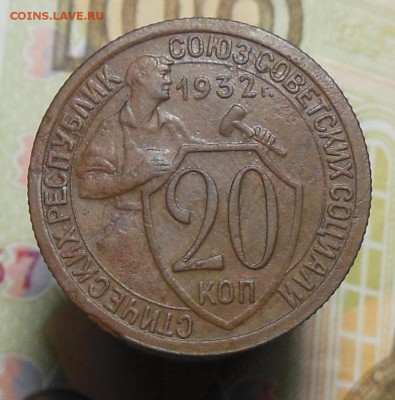 COINS.LAVE.RU
СОЮЗ СОВЕТСКИХ СОЦИАЛИ
СТИЧЕСКИХ РЕСПУБЛИК
1932 г.
20
КОП